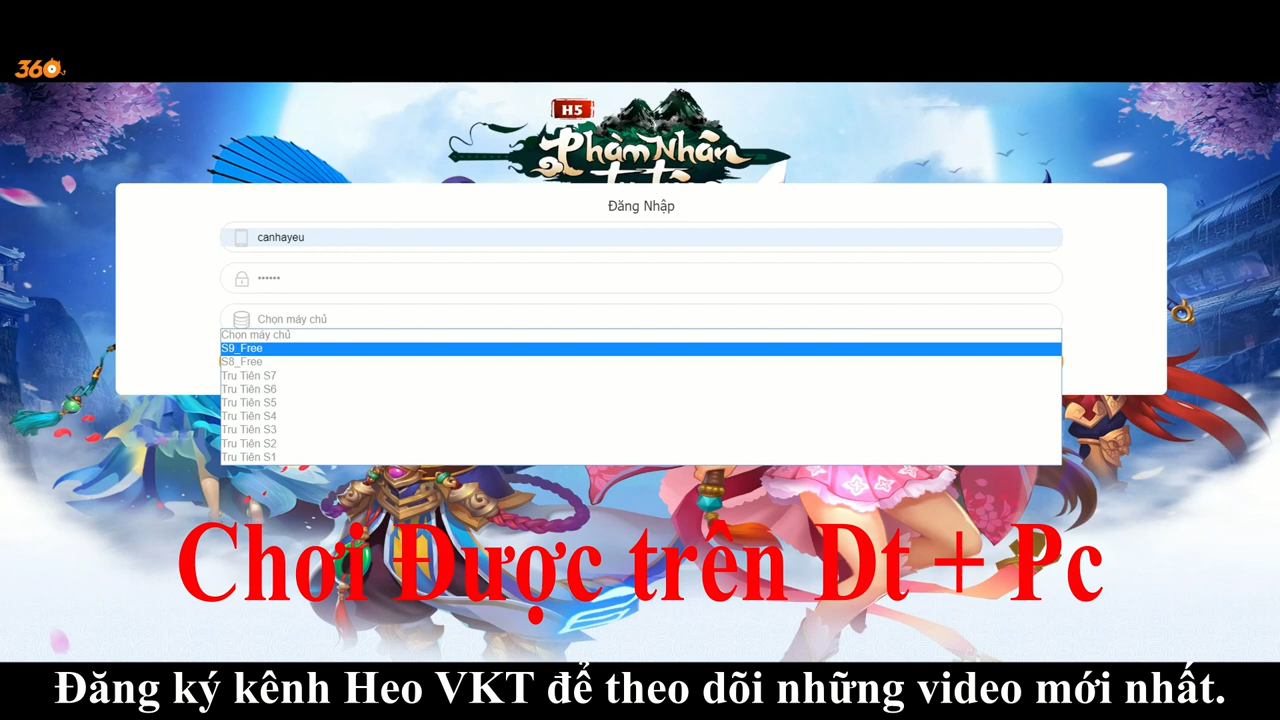 360
H5
Phàm Nhân
Tu Tiên
Đăng Nhập
canhayeu
••••••
Chọn máy chủ
Chọn máy chủ
S9_Free
S8_Free
Tru Tiên S7
Tru Tiên S6
Tru Tiên S5
Tru Tiên S4
Tru Tiên S3
Tru Tiên S2
Tru Tiên S1
Chơi Được trên Dt + Pc
Đăng ký kênh Heo VKT để theo dõi những video mới nhất.